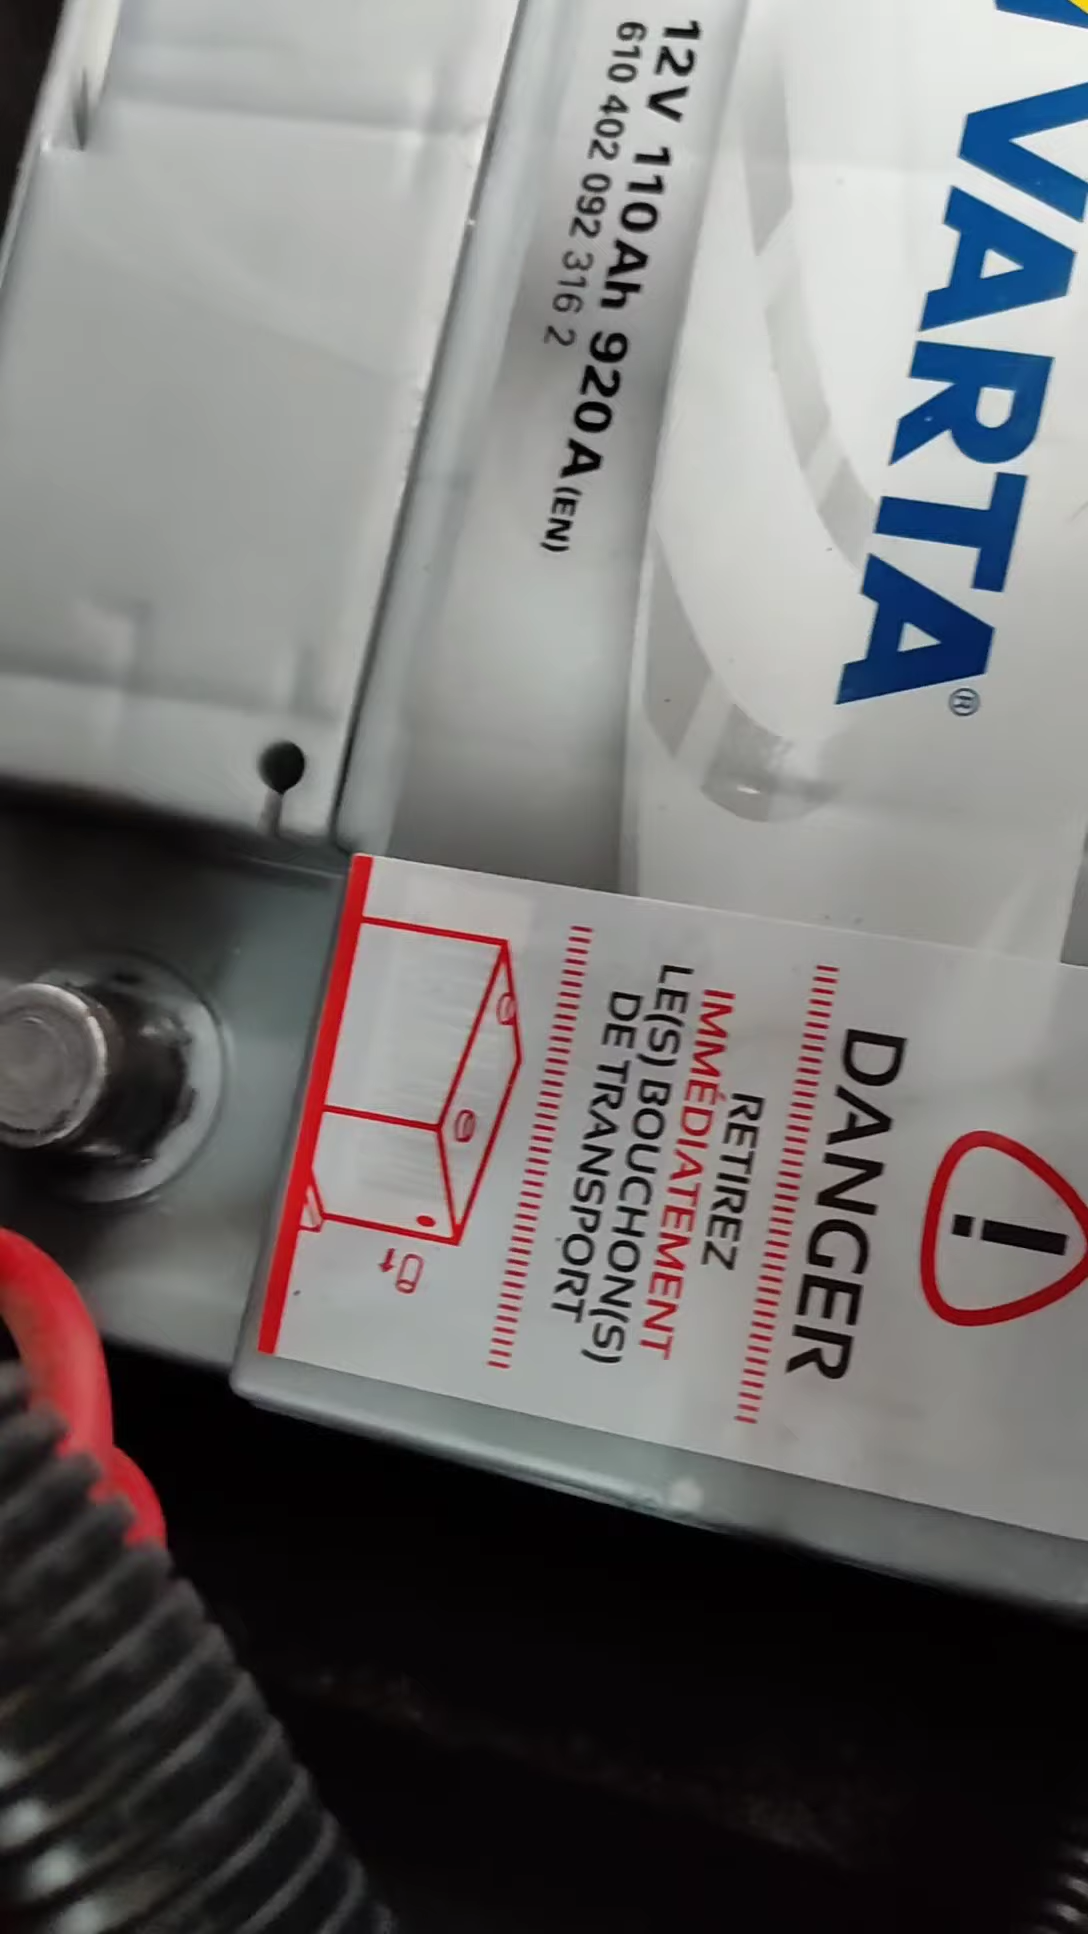 VARTA®
12V 110Ah 920A (EN)
610 402 092 316 2
!
DANGER
RETIREZ
IMMÉDIATEMENT
LE(S) BOUCHON(S)
DE TRANSPORT